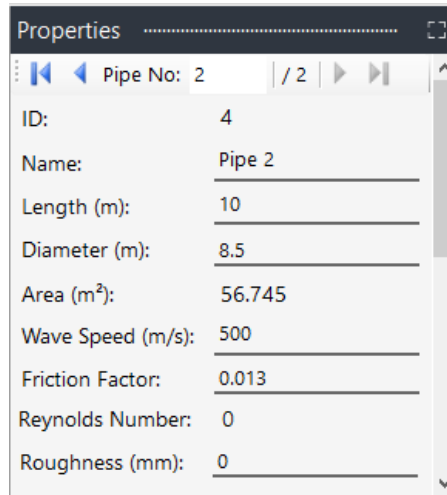 Properties
Pipe No: 2 / 2
ID: 4
Name: Pipe 2
Length (m): 10
Diameter (m): 8.5
Area (m²): 56.745
Wave Speed (m/s): 500
Friction Factor: 0.013
Reynolds Number: 0
Roughness (mm): 0